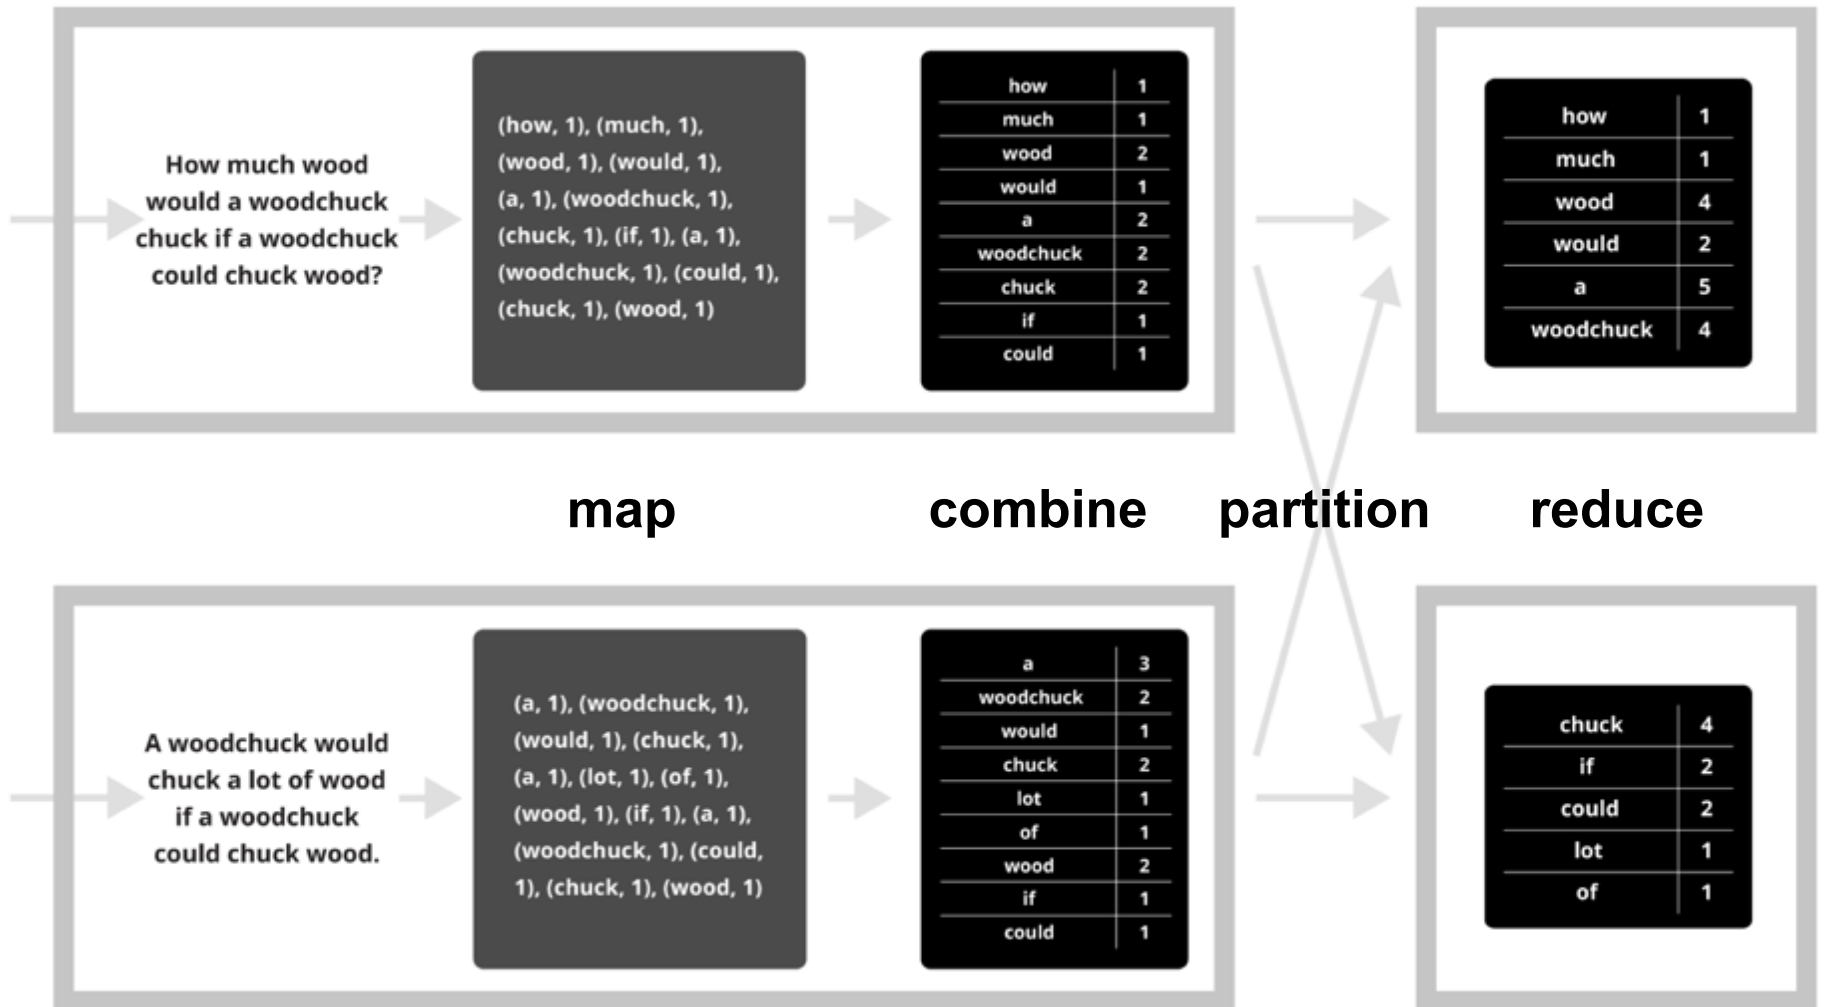 How much wood
would a woodchuck
chuck if a woodchuck
could chuck wood?
(how, 1), (much, 1),
(wood, 1), (would, 1),
(a, 1), (woodchuck, 1),
(chuck, 1), (if, 1), (a, 1),
(woodchuck, 1), (could, 1),
(chuck, 1), (wood, 1)
how 1
much 1
wood 2
would 1
a 2
woodchuck 2
chuck 2
if 1
could 1
how 1
much 1
wood 4
would 2
a 5
woodchuck 4
map combine partition reduce
A woodchuck would
chuck a lot of wood
if a woodchuck
could chuck wood.
(a, 1), (woodchuck, 1),
(would, 1), (chuck, 1),
(a, 1), (lot, 1), (of, 1),
(wood, 1), (if, 1), (a, 1),
(woodchuck, 1), (could,
1), (chuck, 1), (wood, 1)
a 3
woodchuck 2
would 1
chuck 2
lot 1
of 1
wood 2
if 1
could 1
chuck 4
if 2
could 2
lot 1
of 1